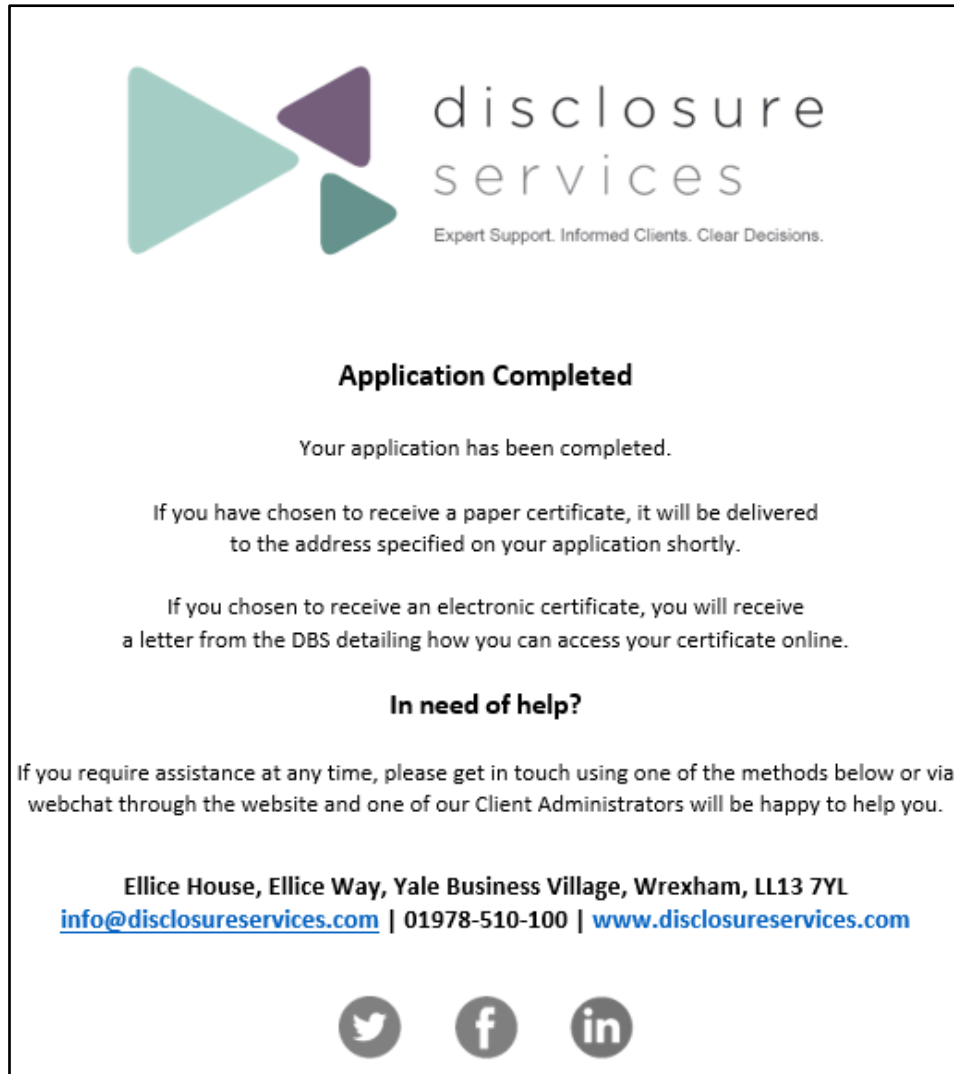 disclosure
services
Expert Support. Informed Clients. Clear Decisions.
Application Completed
Your application has been completed.
If you have chosen to receive a paper certificate, it will be delivered
to the address specified on your application shortly.
If you chosen to receive an electronic certificate, you will receive
a letter from the DBS detailing how you can access your certificate online.
In need of help?
If you require assistance at any time, please get in touch using one of the methods below or via
webchat through the website and one of our Client Administrators will be happy to help you.
Ellice House, Ellice Way, Yale Business Village, Wrexham, LL13 7YL
info@disclosureservices.com | 01978-510-100 | www.disclosureservices.com
f in